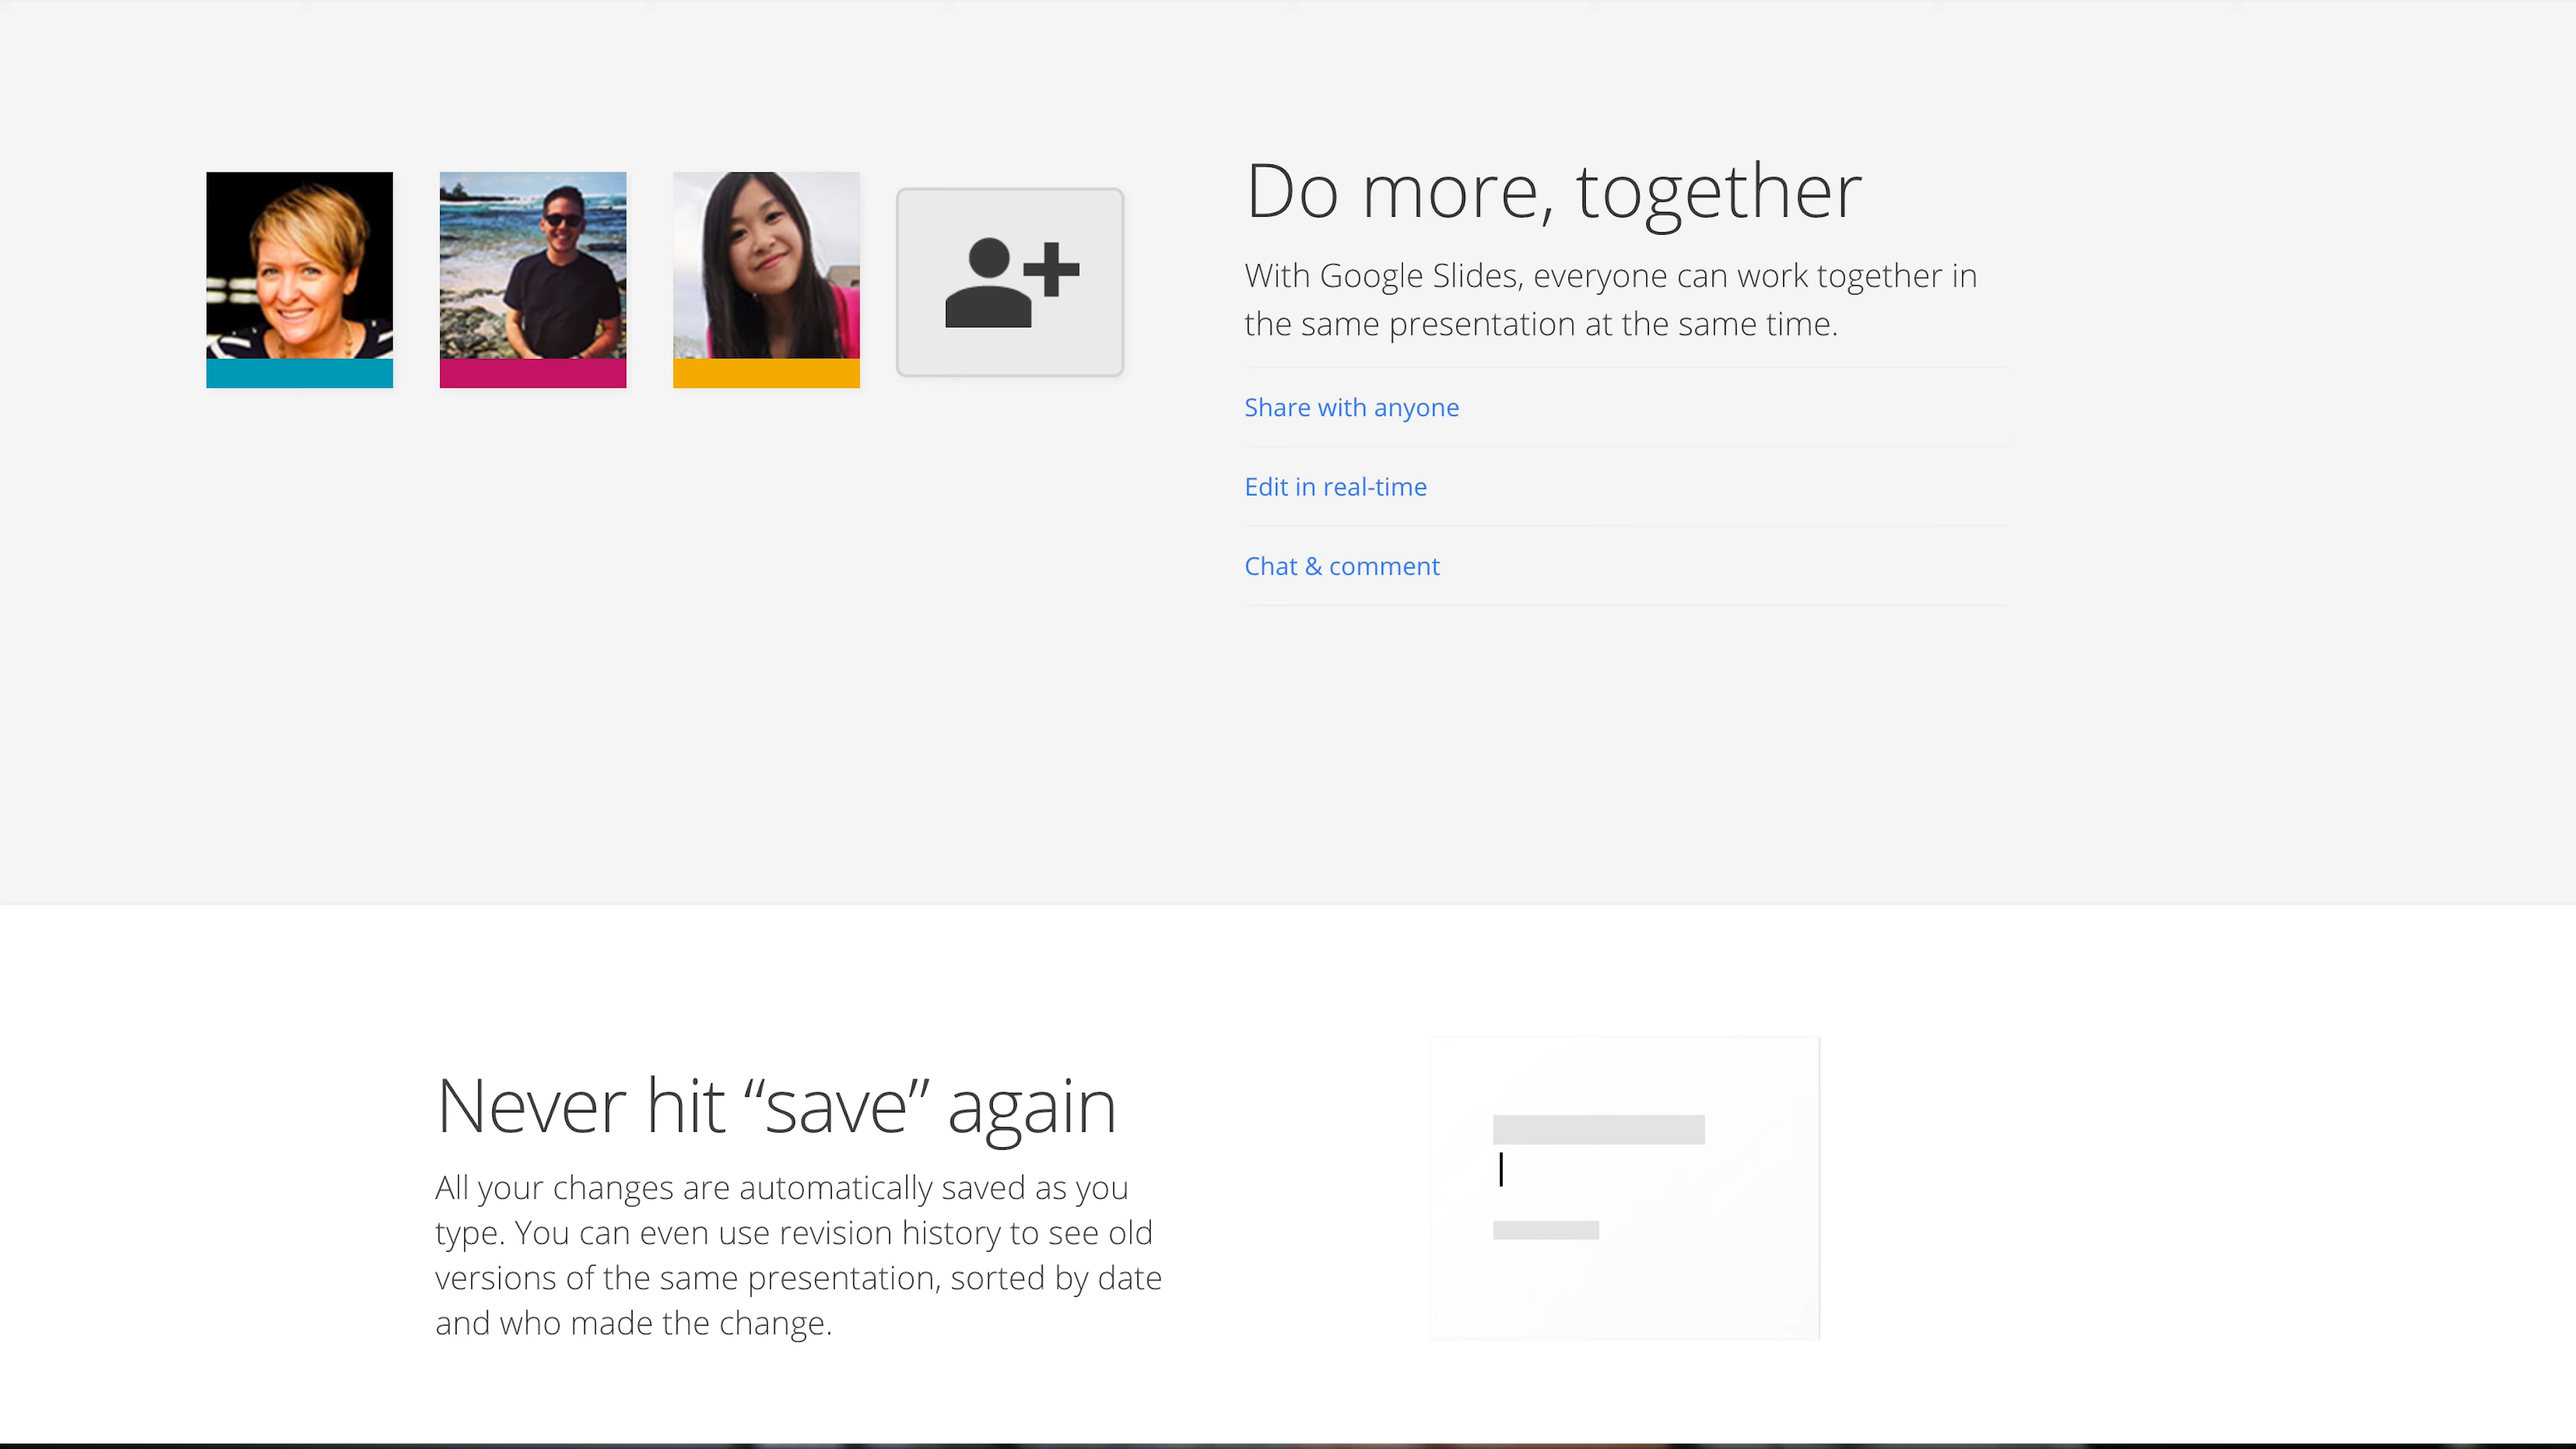 Do more, together
With Google Slides, everyone can work together in
the same presentation at the same time.
Share with anyone
Edit in real-time
Chat & comment
Never hit “save” again
All your changes are automatically saved as you
type. You can even use revision history to see old
versions of the same presentation, sorted by date
and who made the change.